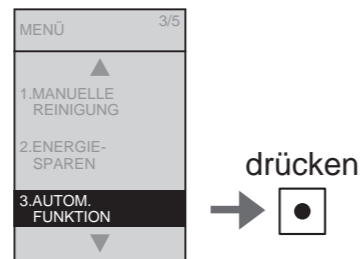 MENÜ 3/5
1.MANUELLE
REINIGUNG
2.ENERGIE-
SPAREN
3.AUTOM.
FUNKTION
drücken